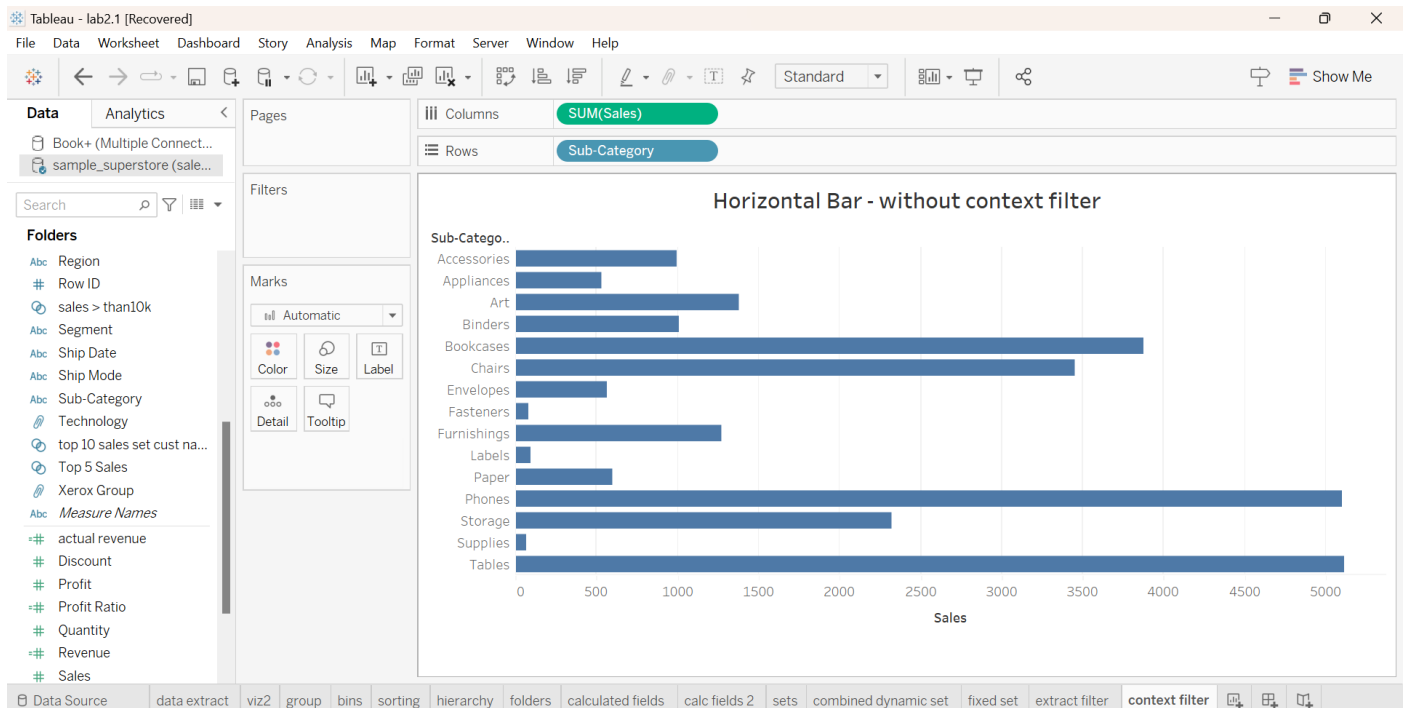 Tableau - lab2.1 [Recovered]
File Data Worksheet Dashboard Story Analysis Map Format Server Window Help
Standard
Show Me
Data Analytics
Book+ (Multiple Connect...
sample_superstore (sale...
Search
Folders
Abc Region
# Row ID
sales > than10k
Abc Segment
Abc Ship Date
Abc Ship Mode
Abc Sub-Category
Technology
top 10 sales set cust na...
Top 5 Sales
Xerox Group
Abc Measure Names
=# actual revenue
# Discount
# Profit
=# Profit Ratio
# Quantity
=# Revenue
# Sales
Pages
Filters
Marks
Automatic
Color Size Label
Detail Tooltip
Columns SUM(Sales)
Rows Sub-Category
Horizontal Bar - without context filter
Sub-Catego..
Accessories
Appliances
Art
Binders
Bookcases
Chairs
Envelopes
Fasteners
Furnishings
Labels
Paper
Phones
Storage
Supplies
Tables
0 500 1000 1500 2000 2500 3000 3500 4000 4500 5000
Sales
Data Source data extract viz2 group bins sorting hierarchy folders calculated fields calc fields 2 sets combined dynamic set fixed set extract filter context filter